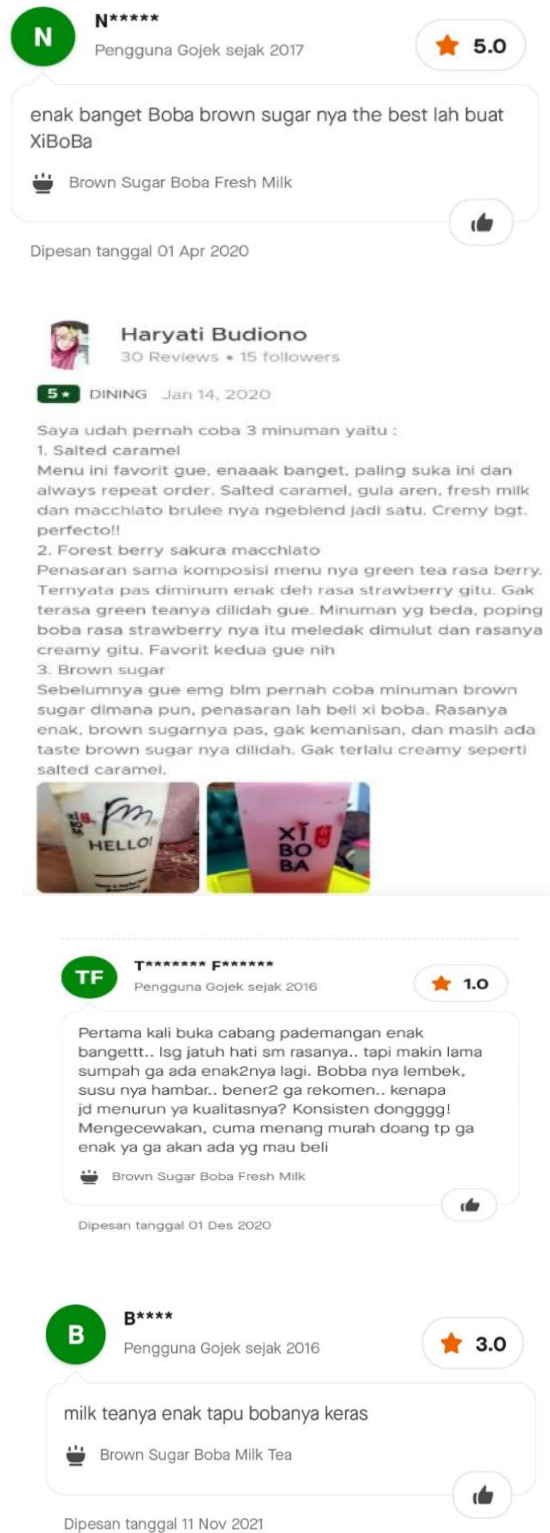 N
N*****
Pengguna Gojek sejak 2017
5.0
enak banget Boba brown sugar nya the best lah buat
XiBoBa
Brown Sugar Boba Fresh Milk
Dipesan tanggal 01 Apr 2020
Haryati Budiono
30 Reviews • 15 followers
5★ DINING Jan 14, 2020
Saya udah pernah coba 3 minuman yaitu :
1. Salted caramel
Menu ini favorit gue, enaaak banget, paling suka ini dan
always repeat order. Salted caramel, gula aren, fresh milk
dan macchiato brulee nya ngeblend jadi satu. Cremy bgt.
perfecto!!
2. Forest berry sakura macchiato
Penasaran sama komposisi menu nya green tea rasa berry.
Ternyata pas diminum enak deh rasa strawberry gitu. Gak
terasa green teanya dilidah gue. Minuman yg beda, poping
boba rasa strawberry nya itu meledak dimulut dan rasanya
creamy gitu. Favorit kedua gue nih
3. Brown sugar
Sebelumnya gue emg blm pernah coba minuman brown
sugar dimana pun, penasaran lah beli xi boba. Rasanya
enak, brown sugarnya pas, gak kemanisan, dan masih ada
taste brown sugar nya dilidah. Gak terlalu creamy seperti
salted caramel.
XI
BO
BA
HELLO!
XĪ
BO
BA
TF
T******* F******
Pengguna Gojek sejak 2016
1.0
Pertama kali buka cabang pademangan enak
bangettt.. lsg jatuh hati sm rasanya.. tapi makin lama
sumpah ga ada enak2nya lagi. Bobba nya lembek,
susu nya hambar.. bener2 ga rekomen.. kenapa
jd menurun ya kualitasnya? Konsisten dongggg!
Mengecewakan, cuma menang murah doang tp ga
enak ya ga akan ada yg mau beli
Brown Sugar Boba Fresh Milk
Dipesan tanggal 01 Des 2020
B
B****
Pengguna Gojek sejak 2016
3.0
milk teanya enak tapu bobanya keras
Brown Sugar Boba Milk Tea
Dipesan tanggal 11 Nov 2021